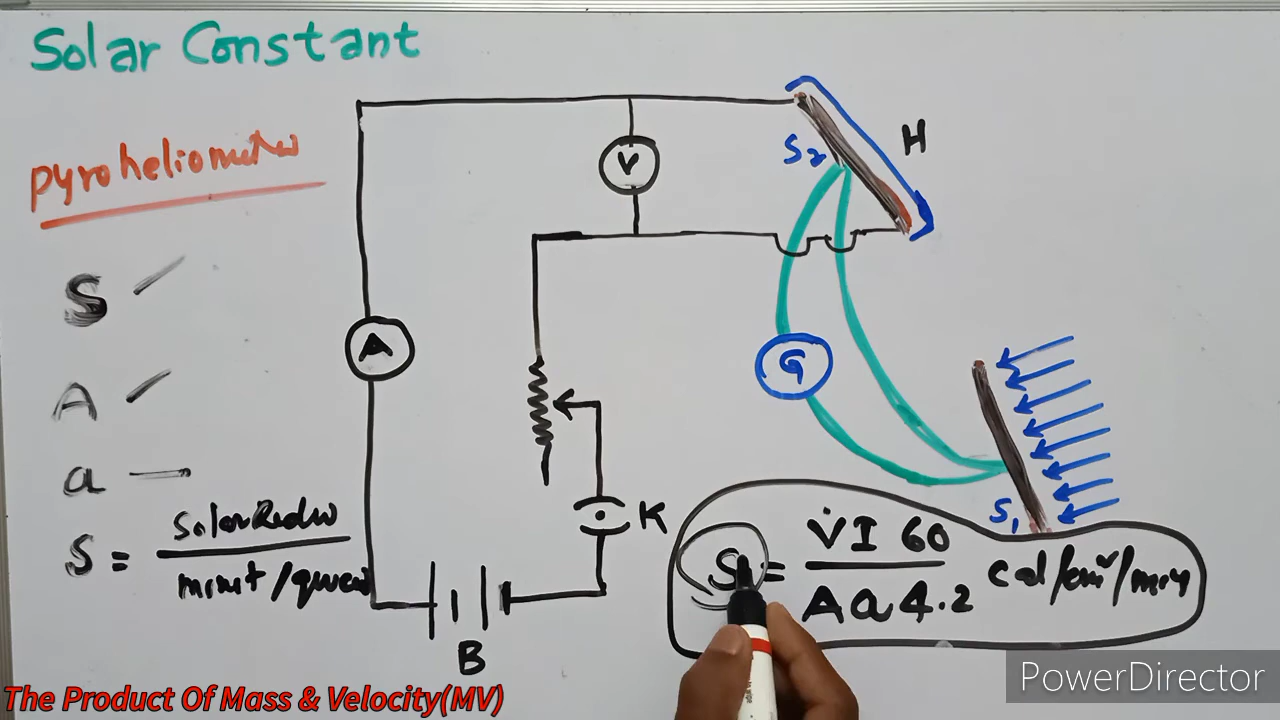 Solar Constant
Pyroheliometer
S
A
a
S =
minut /
A
V
S₂
H
G
S₁
K
B
S = VI 60
Aa 4.2
cal/cm²/min
The Product Of Mass & Velocity(MV)
PowerDirector